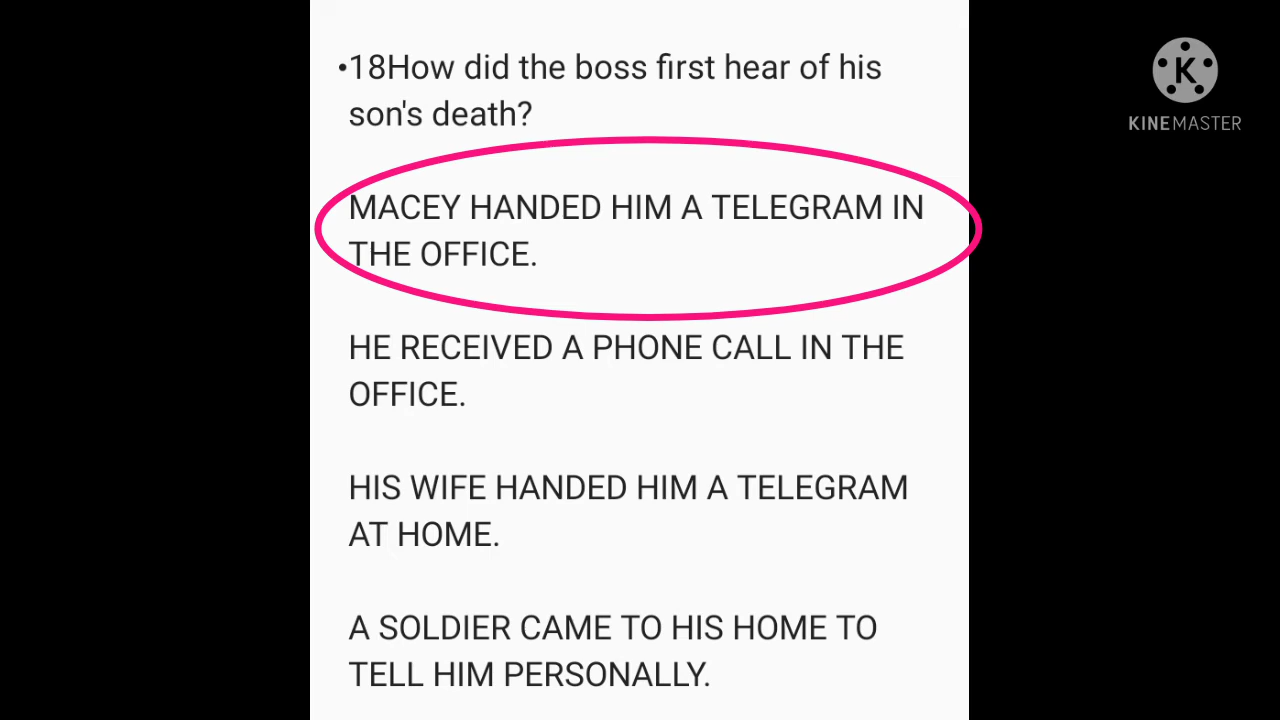 •18How did the boss first hear of his
son's death?
MACEY HANDED HIM A TELEGRAM IN
THE OFFICE.
HE RECEIVED A PHONE CALL IN THE
OFFICE.
HIS WIFE HANDED HIM A TELEGRAM
AT HOME.
A SOLDIER CAME TO HIS HOME TO
TELL HIM PERSONALLY.
K
KINEMASTER